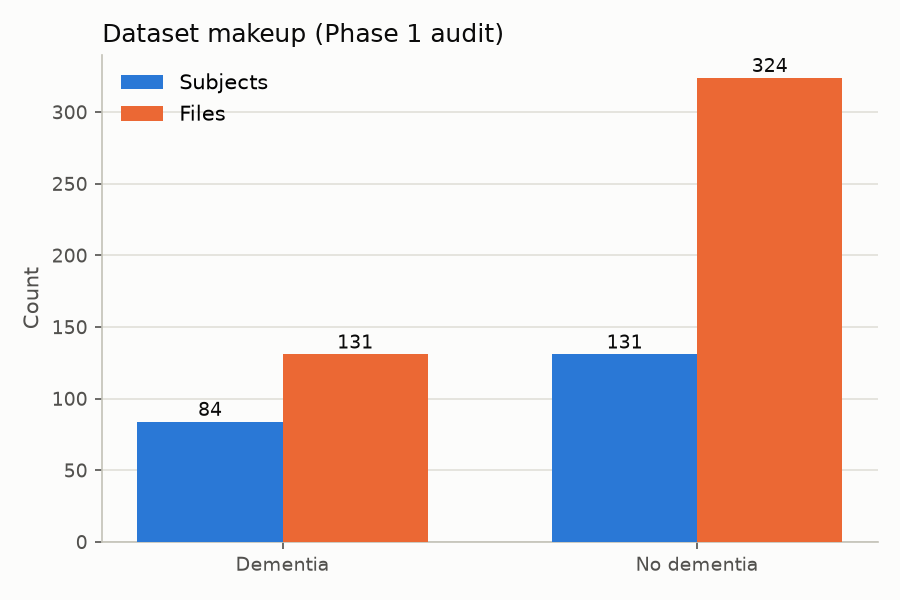 Dataset makeup (Phase 1 audit)
Subjects
Files
324
300
250
200
150
100
50
0
Count
131
131
84
Dementia
No dementia